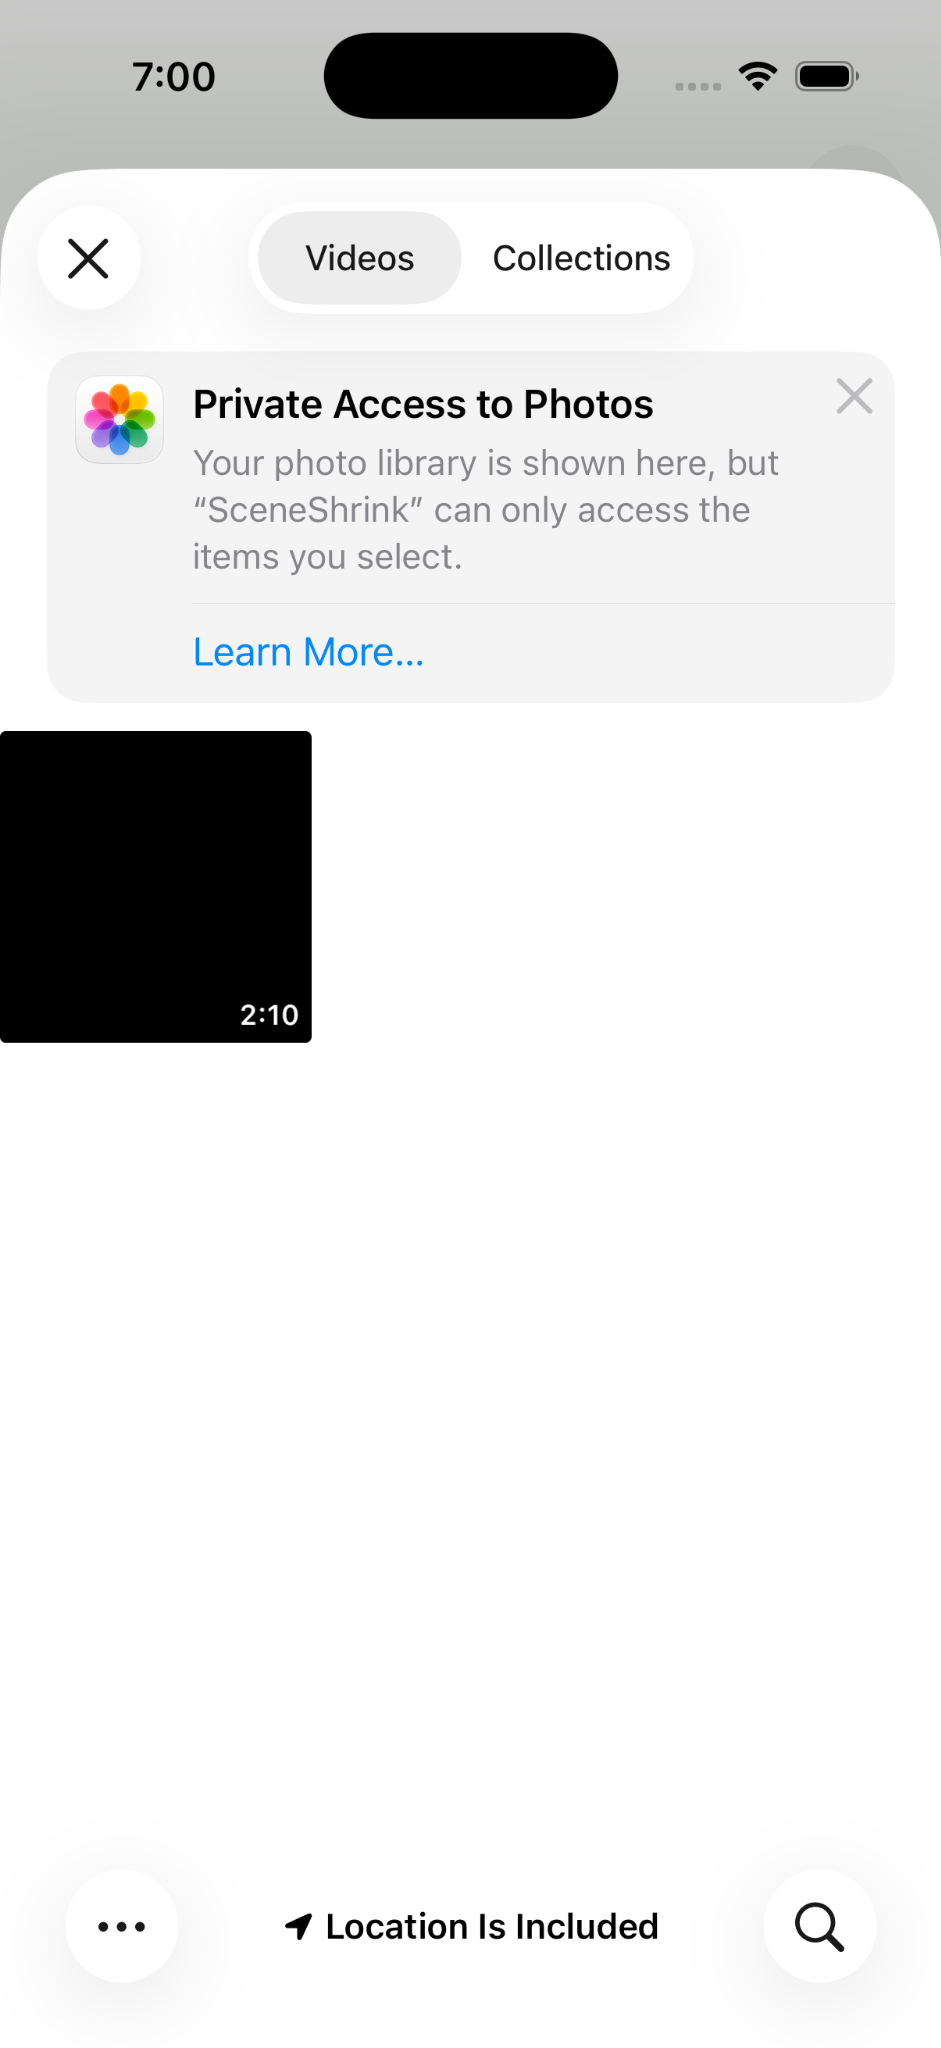 7:00
Videos
Collections
Private Access to Photos
Your photo library is shown here, but
“SceneShrink” can only access the
items you select.
Learn More...
2:10
Location Is Included